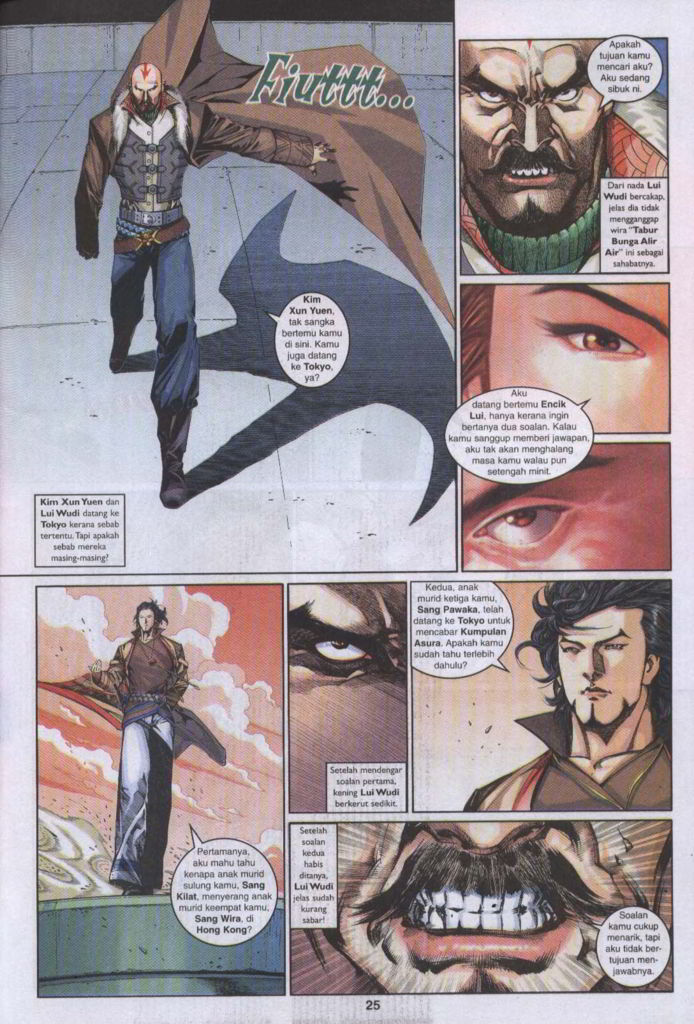 Fiuttt...
Kim
Xun Yuen,
tak sangka
bertemu kamu
di sini. Kamu
juga datang
ke Tokyo,
ya?
Kim Xun Yuen dan
Lui Wudi datang ke
Tokyo kerana sebab
tertentu. Tapi apakah
sebab mereka
masing-masing?
Apakah
tujuan kamu
mencari aku?
Aku sedang
sibuk ni.
Dari nada Lui
Wudi bercakap,
jelas dia tidak
mengganggap
wira "Tabur
Bunga Alir
Air" ini sebagai
sahabatnya.
Aku
datang bertemu Encik
Lui, hanya kerana ingin
bertanya dua soalan. Kalau
kamu sanggup memberi jawapan,
aku tak akan menghalang
masa kamu walau pun
setengah minit.
Pertamanya,
aku mahu tahu
kenapa anak murid
sulung kamu, Sang
Kilat, menyerang anak
murid keempat kamu,
Sang Wira, di
Hong Kong?
Setelah mendengar
soalan pertama,
kening Lui Wudi
berkerut sedikit.
Kedua, anak
murid ketiga kamu,
Sang Pawaka, telah
datang ke Tokyo untuk
mencabar Kumpulan
Asura. Apakah kamu
sudah tahu terlebih
dahulu?
Setelah
soalan
kedua
habis
ditanya,
Lui Wudi
jelas sudah
kurang
sabar!
Soalan
kamu cukup
menarik, tapi
aku tidak ber-
tujuan men-
jawabnya.
25